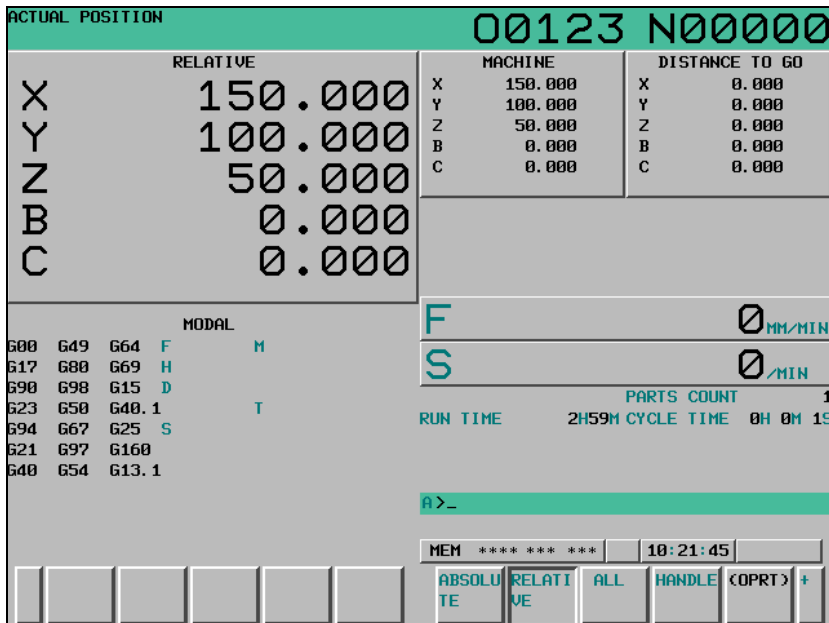 ACTUAL POSITION O0123 N00000
RELATIVE
X 150.000
Y 100.000
Z 50.000
B 0.000
C 0.000
MACHINE
X 150.000
Y 100.000
Z 50.000
B 0.000
C 0.000
DISTANCE TO GO
X 0.000
Y 0.000
Z 0.000
B 0.000
C 0.000
MODAL
G00 G49 G64 F M
G17 G80 G69 H
G90 G98 G15 D
G23 G50 G40.1 T
G94 G67 G25 S
G21 G97 G160
G40 G54 G13.1
F 0 MM/MIN
S 0 /MIN
PARTS COUNT 1
RUN TIME 2H59M CYCLE TIME 0H 0M 1S
A>_
MEM **** *** *** 10:21:45
ABSOLU
TE
RELATI
VE
ALL
HANDLE
(OPRT)
+